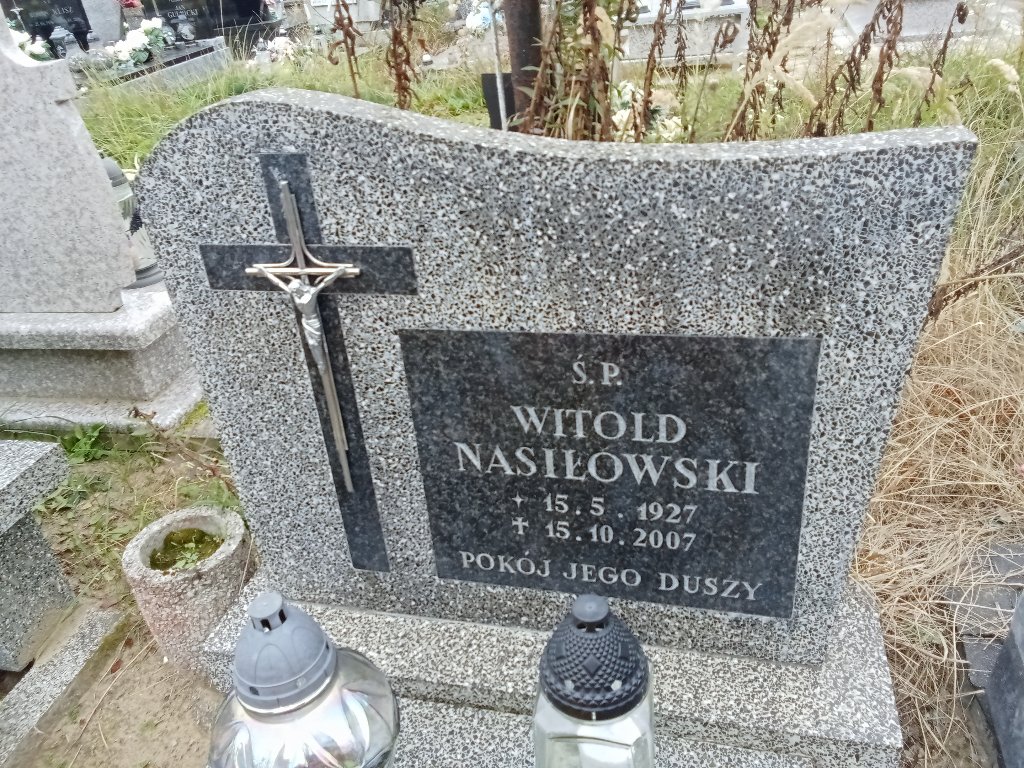 Ś.P.
WITOLD
NASIŁOWSKI
15.5.1927
15.10.2007
POKÓJ JEGO DUSZY